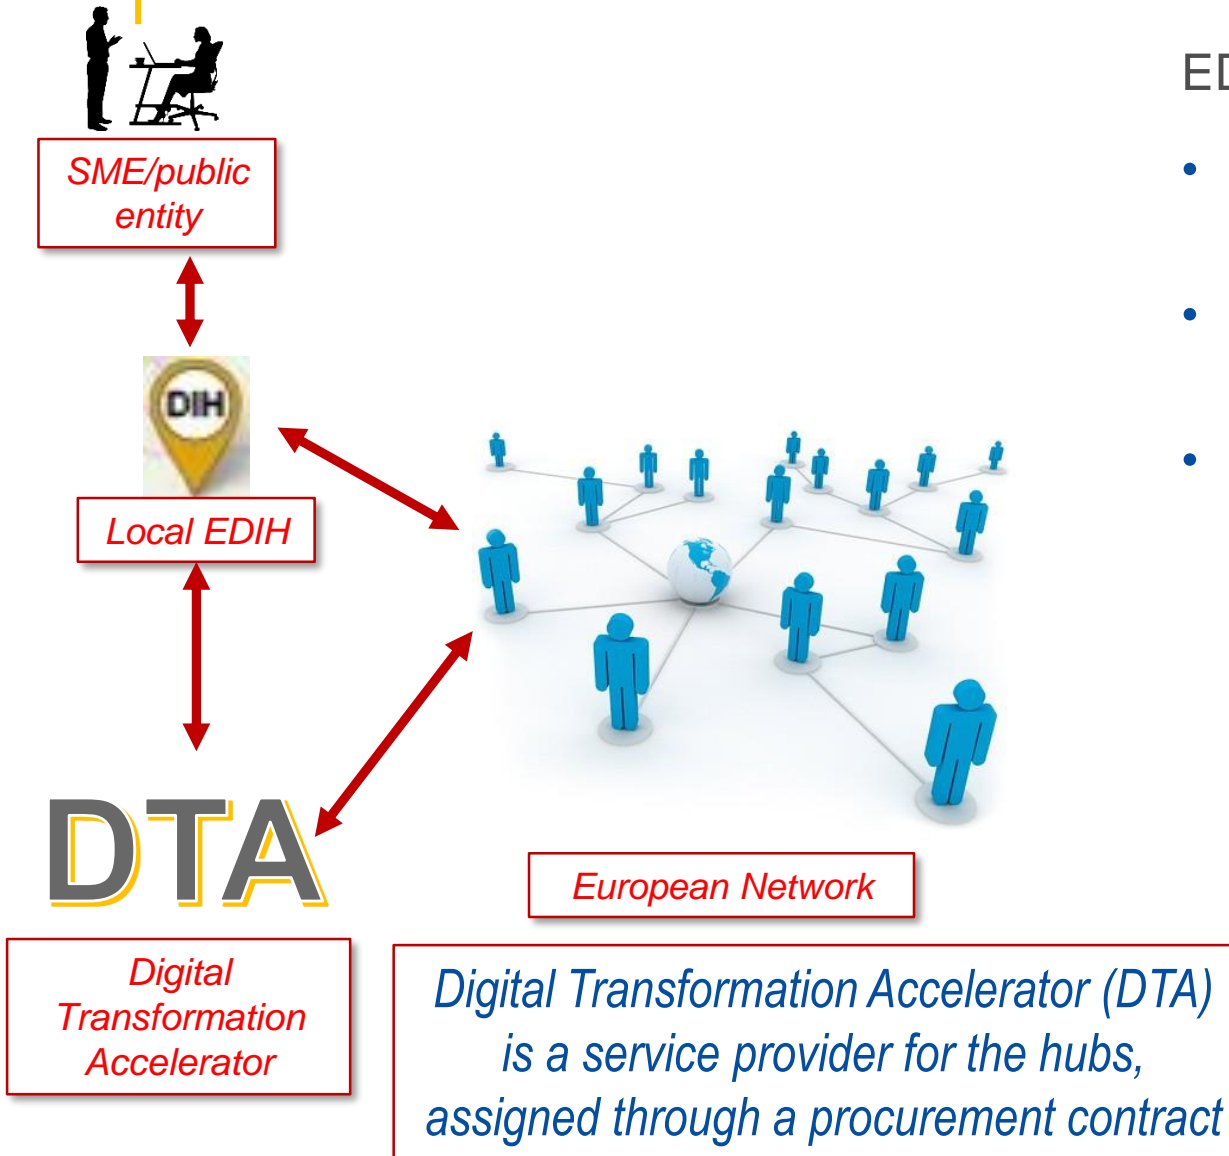 ED
SME/public
entity
DIH
Local EDIH
DTA
European Network
Digital
Transformation
Accelerator
Digital Transformation Accelerator (DTA)
is a service provider for the hubs,
assigned through a procurement contract